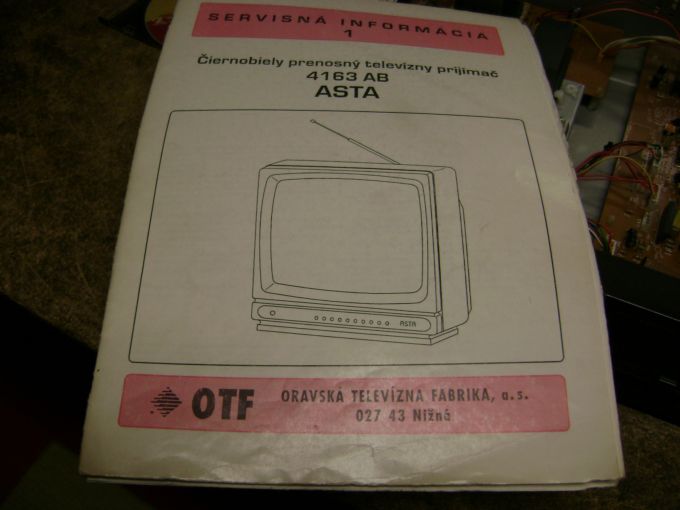 SERVISNÁ INFORMÁCIA
1
Čiernobiely prenosný televízny prijímač
4163 AB
ASTA
ASTA
OTF
ORAVSKÁ TELEVÍZNA FABRIKA, a.s.
027 43 Nižná